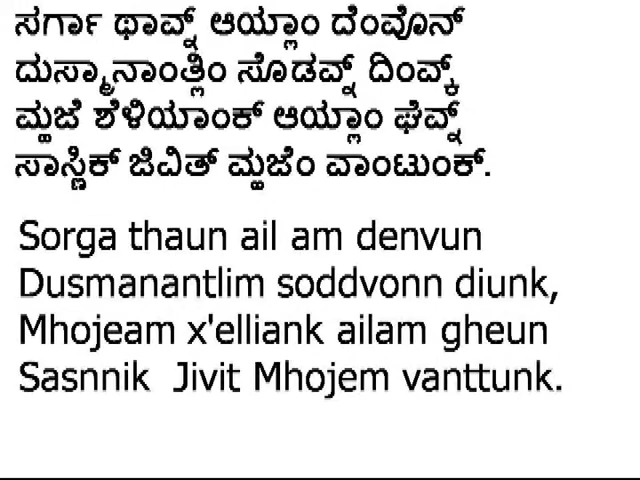 ಸರ್ಗಾ ಥಾವ್ನ್ ಆಯ್ಲಾಂ ದೆಂವೊನ್
ದುಸ್ಮಾನಾಂತ್ಲಿಂ ಸೊಡವ್ನ್ ದಿಂವ್ಕ್
ಮ್ಹಜೆ ಶೆಳಿಯಾಂಕ್ ಆಯ್ಲಾಂ ಘೆವ್ನ್
ಸಾಸ್ಣಿಕ್ ಜಿವಿತ್ ಮ್ಹಜೆಂ ವಾಂಟುಂಕ್.
Sorga thaun ail am denvun
Dusmanantlim soddvonn diunk,
Mhojeam x'elliank ailam gheun
Sasnnik Jivit Mhojem vanttunk.